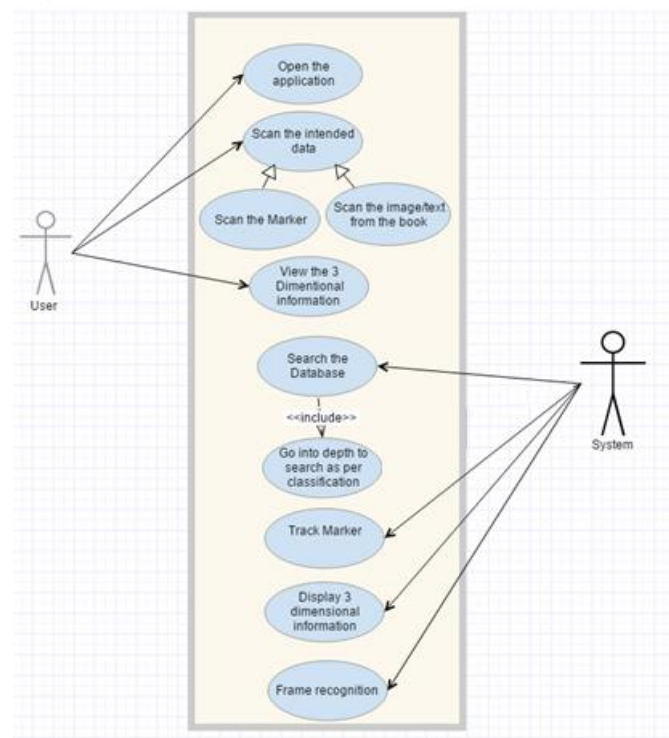 Open the
application
Scan the intended
data
Scan the Marker
Scan the image/text
from the book
View the 3
Dimentional
information
User
Search the
Database
<<include>>
Go into depth to
search as per
classification
System
Track Marker
Display 3
dimensional
information
Frame recognition